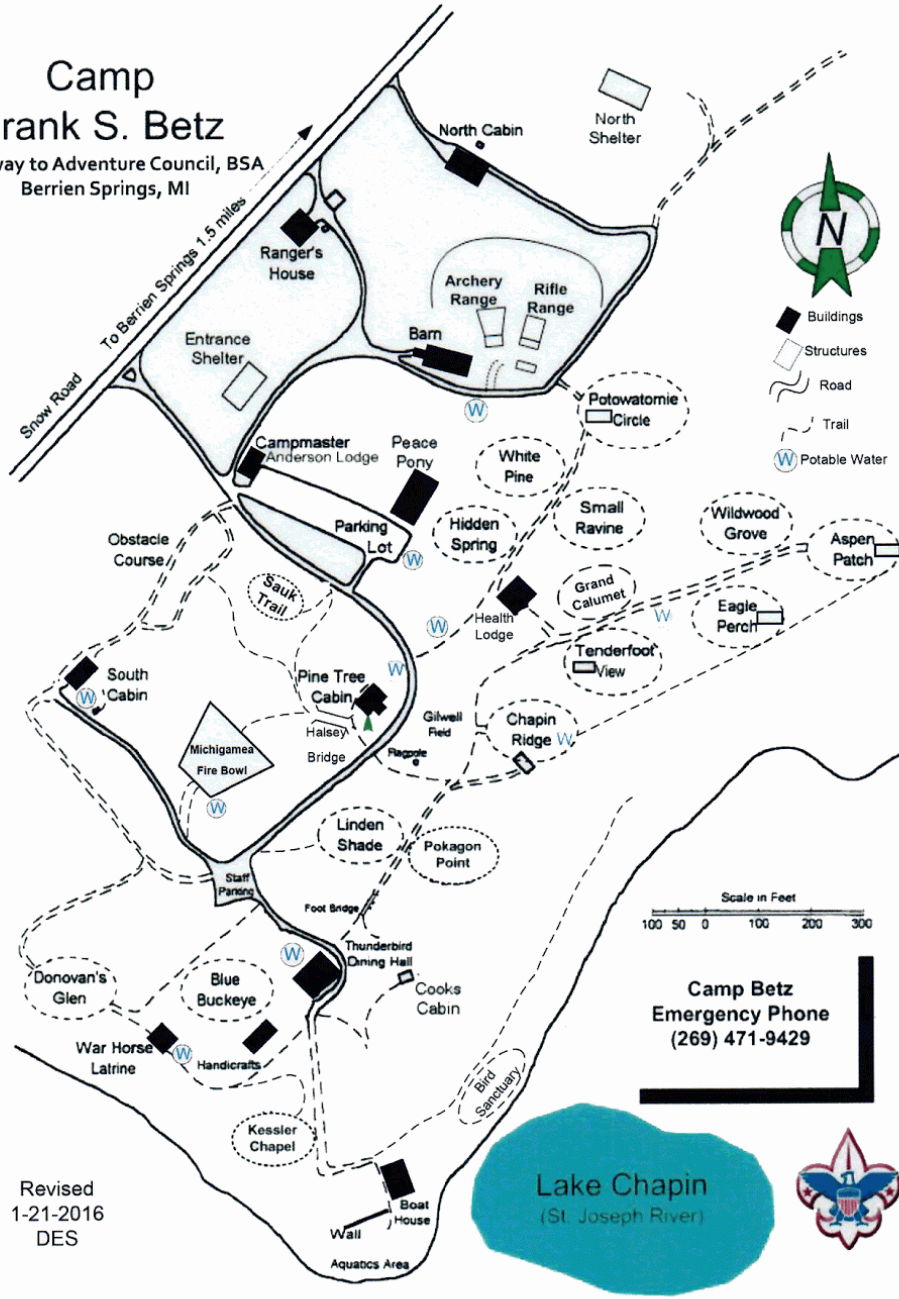 Camp
rank S. Betz
way to Adventure Council, BSA
Berrien Springs, MI
To Berrien Springs 1.5 miles
Snow Road
North Cabin
North
Shelter
N
Ranger's
House
Archery
Range
Rifle
Range
Barn
Entrance
Shelter
Buildings
Structures
Road
Trail
W Potable Water
W
Potowatomie
Circle
Campmaster
Anderson Lodge
Peace
Pony
White
Pine
Parking
Lot
Hidden
Spring
Small
Ravine
Wildwood
Grove
Aspen
Patch
Obstacle
Course
W
Sauk
Trail
Grand
Calumet
Health
Lodge
W
W
Eagle
Perch
Tenderfoot
View
W
South
Cabin
W
Pine Tree
Cabin
Halsey
Bridge
Gilwell
Field
Flagpole
Chapin
Ridge W
Michigamea
Fire Bowl
W
Linden
Shade
Pokagon
Point
Staff
Parking
Foot Bridge
Scale in Feet
100 50 0 100 200 300
W
Thunderbird
Dining Hall
Cooks
Cabin
Donovan's
Glen
Blue
Buckeye
War Horse
Latrine
W
Handicrafts
Camp Betz
Emergency Phone
(269) 471-9429
Bird
Sanctuary
Kessler
Chapel
Boat
House
Wall
Aquatics Area
Lake Chapin
(St. Joseph River)
Revised
1-21-2016
DES